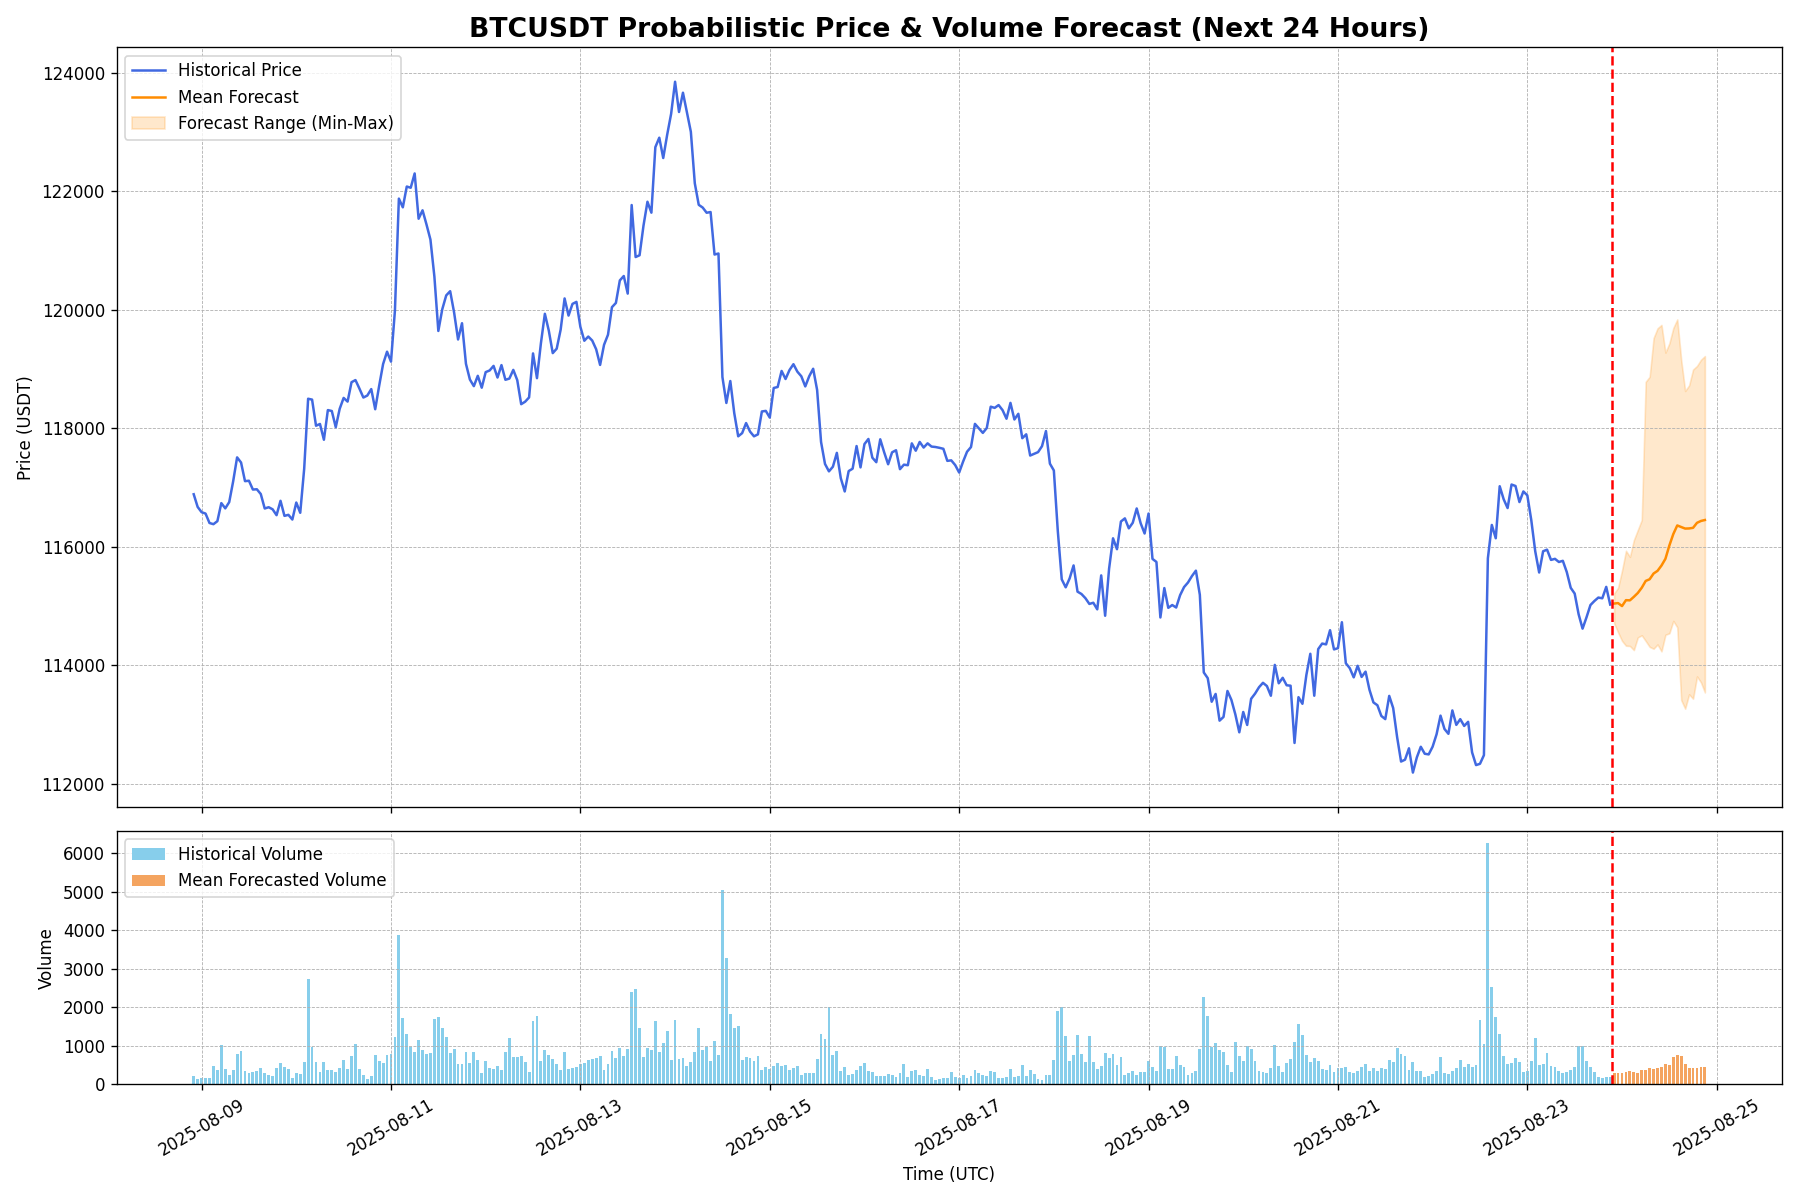 BTCUSDT Probabilistic Price & Volume Forecast (Next 24 Hours)
Historical Price
Mean Forecast
Forecast Range (Min-Max)
Price (USDT)
124000
122000
120000
118000
116000
114000
112000
Historical Volume
Mean Forecasted Volume
Volume
6000
5000
4000
3000
2000
1000
0
2025-08-09
2025-08-11
2025-08-13
2025-08-15
2025-08-17
2025-08-19
2025-08-21
2025-08-23
2025-08-25
Time (UTC)